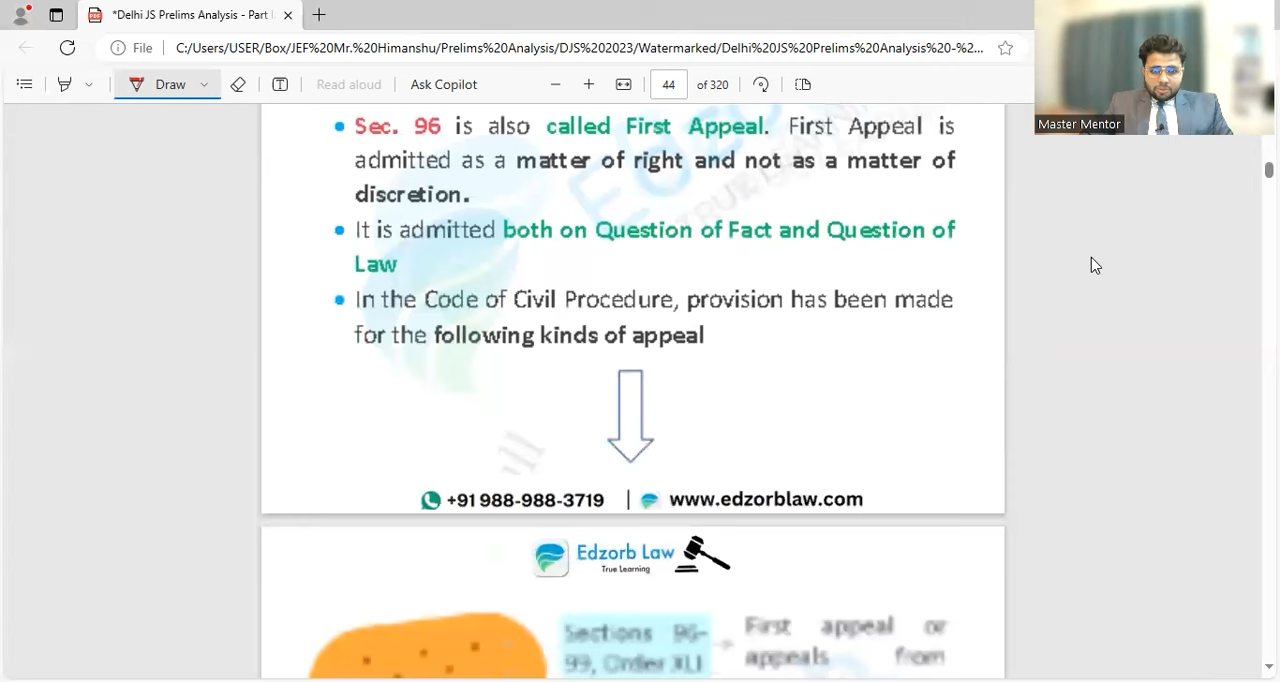 *Delhi JS Prelims Analysis - Part I
File
C:/Users/USER/Box/JEF%20Mr.%20Himanshu/Prelims%20Analysis/DJS%202023/Watermarked/Delhi%20JS%20Prelims%20Analysis%20-%2...
Draw
Read aloud
Ask Copilot
44 of 320
Master Mentor
Sec. 96 is also called First Appeal. First Appeal is
admitted as a matter of right and not as a matter of
discretion.
It is admitted both on Question of Fact and Question of
Law
In the Code of Civil Procedure, provision has been made
for the following kinds of appeal
+91 988-988-3719 | www.edzorblaw.com
Edzorb Law
True Learning
Sections 96- First appeal or
99, Order XLI appeals from